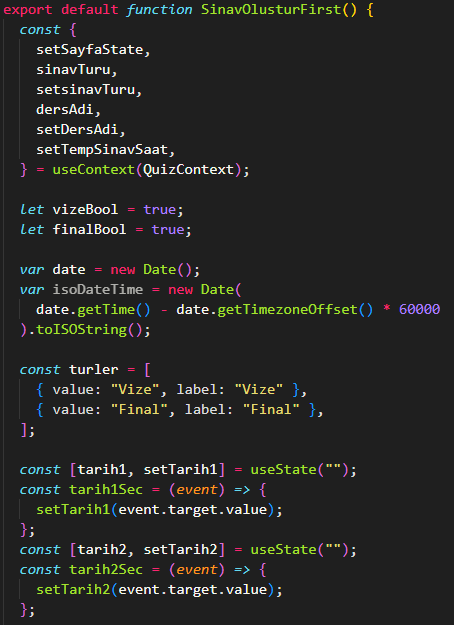 export default function SinavOlusturFirst() {
  const {
    setSayfaState,
    sinavTuru,
    setsinavTuru,
    dersAdi,
    setDersAdi,
    setTempSinavSaat,
  } = useContext(QuizContext);

  let vizeBool = true;
  let finalBool = true;

  var date = new Date();
  var isoDateTime = new Date(
    date.getTime() - date.getTimezoneOffset() * 60000
  ).toISOString();

  const turler = [
    { value: "Vize", label: "Vize" },
    { value: "Final", label: "Final" },
  ];

  const [tarih1, setTarih1] = useState("");
  const tarih1Sec = (event) => {
    setTarih1(event.target.value);
  };
  const [tarih2, setTarih2] = useState("");
  const tarih2Sec = (event) => {
    setTarih2(event.target.value);
  };